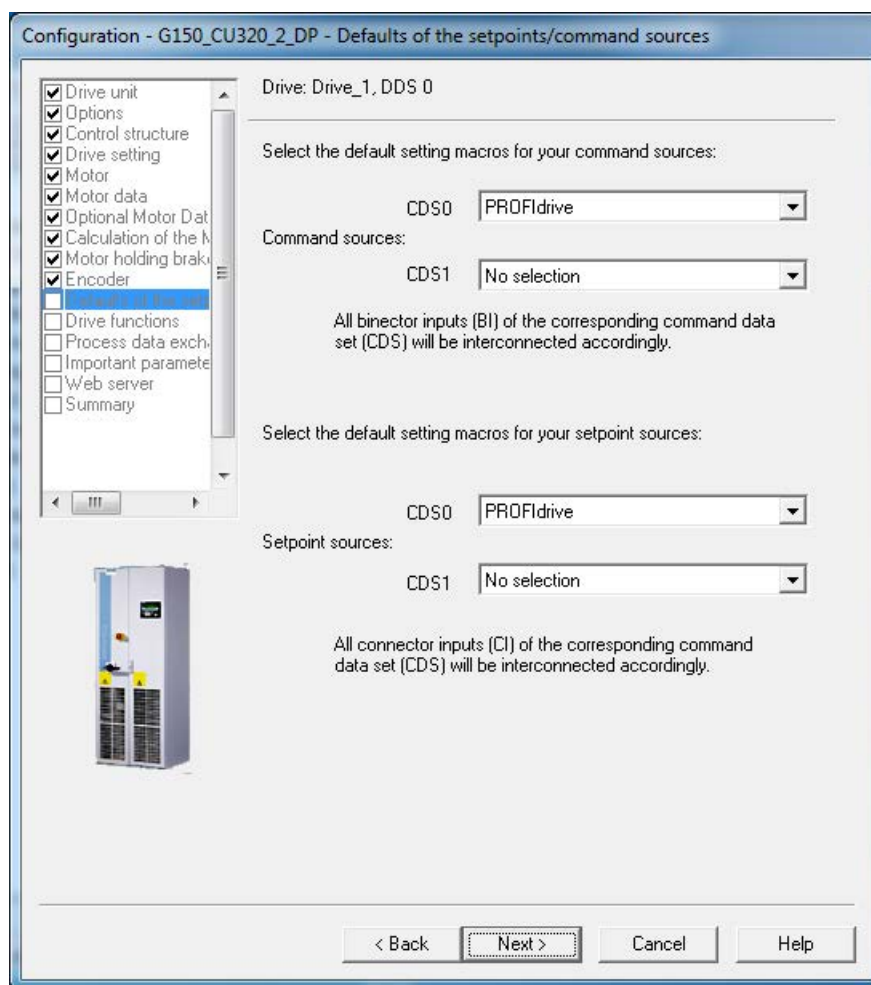 Configuration - G150_CU320_2_DP - Defaults of the setpoints/command sources
Drive unit
Options
Control structure
Drive setting
Motor
Motor data
Optional Motor Dat
Calculation of the M
Motor holding brak
Encoder
Defaults of the setp
Drive functions
Process data exch
Important paramete
Web server
Summary
Drive: Drive_1, DDS 0
Select the default setting macros for your command sources:
CDS0 PROFIdrive
Command sources:
CDS1 No selection
All binector inputs (BI) of the corresponding command data
set (CDS) will be interconnected accordingly.
Select the default setting macros for your setpoint sources:
CDS0 PROFIdrive
Setpoint sources:
CDS1 No selection
All connector inputs (CI) of the corresponding command
data set (CDS) will be interconnected accordingly.
< Back Next > Cancel Help